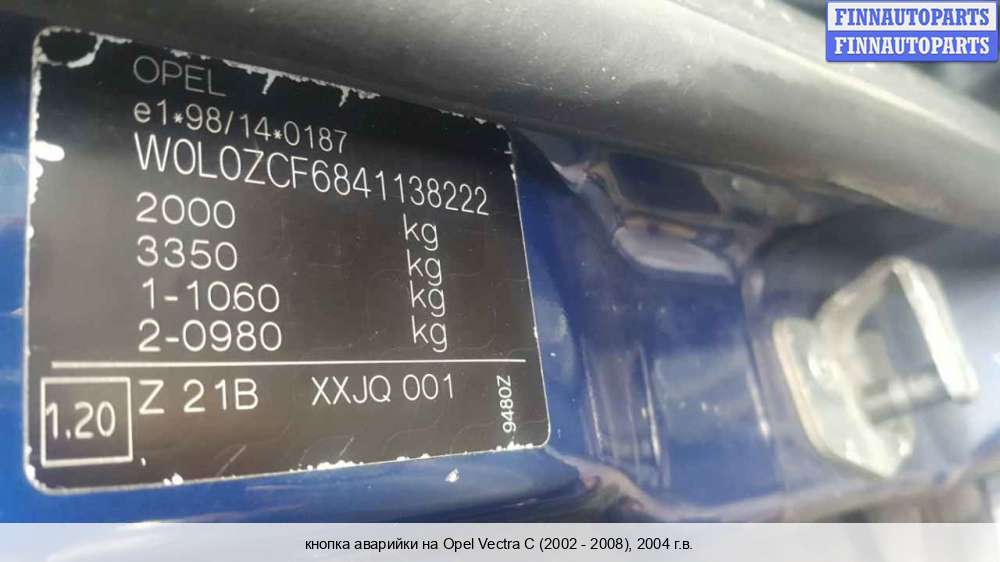 FINNAUTOPARTS
FINNAUTOPARTS
OPEL
e1*98/14*0187
W0L0ZCF6841138222
2000 kg
3350 kg
1-1060 kg
2-0980 kg
1.20 Z 21B XXJQ 001 9480Z
кнопка аварийки на Opel Vectra C (2002 - 2008), 2004 г.в.